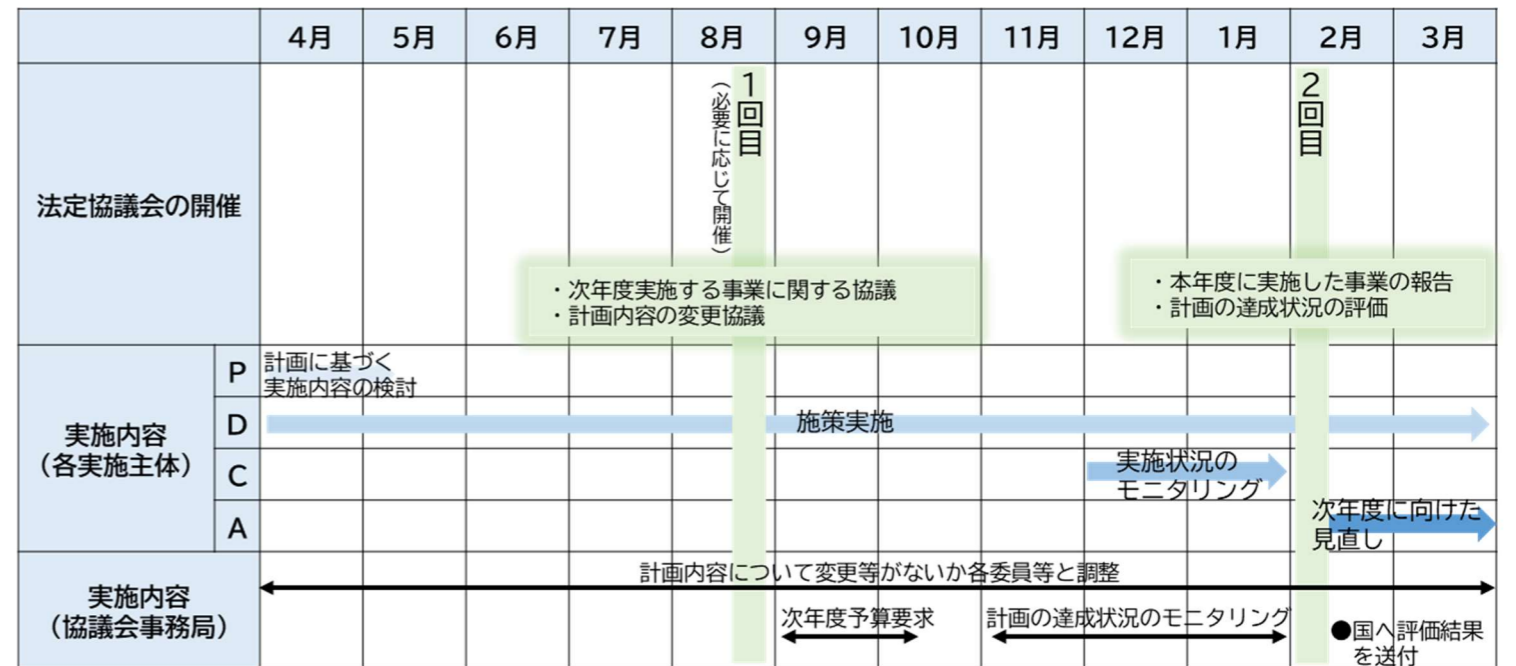 4月 5月 6月 7月 8月 9月 10月 11月 12月 1月 2月 3月
法定協議会の開催
1回目
（必要に応じて開催）
2回目
・次年度実施する事業に関する協議
・計画内容の変更協議
・本年度に実施した事業の報告
・計画の達成状況の評価
実施内容
（各実施主体）
P
計画に基づく
実施内容の検討
D
施策実施
C
実施状況の
モニタリング
A
次年度に向けた
見直し
実施内容
（協議会事務局）
計画内容について変更等がないか各委員等と調整
次年度予算要求
計画の達成状況のモニタリング
●国へ評価結果
を送付